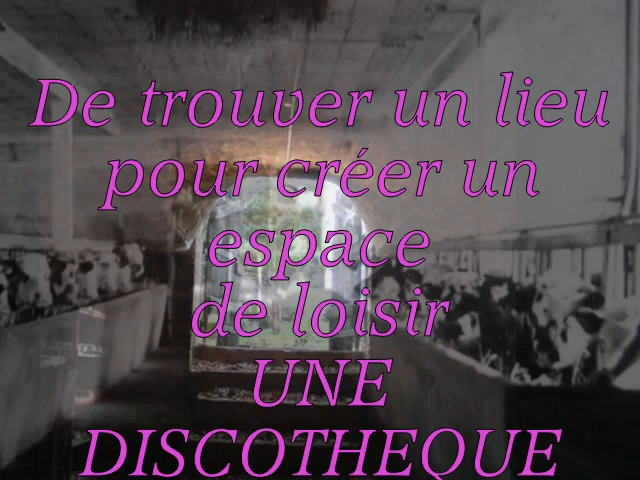 De trouver un lieu
pour créer un
espace
de loisir
UNE
DISCOTHEQUE